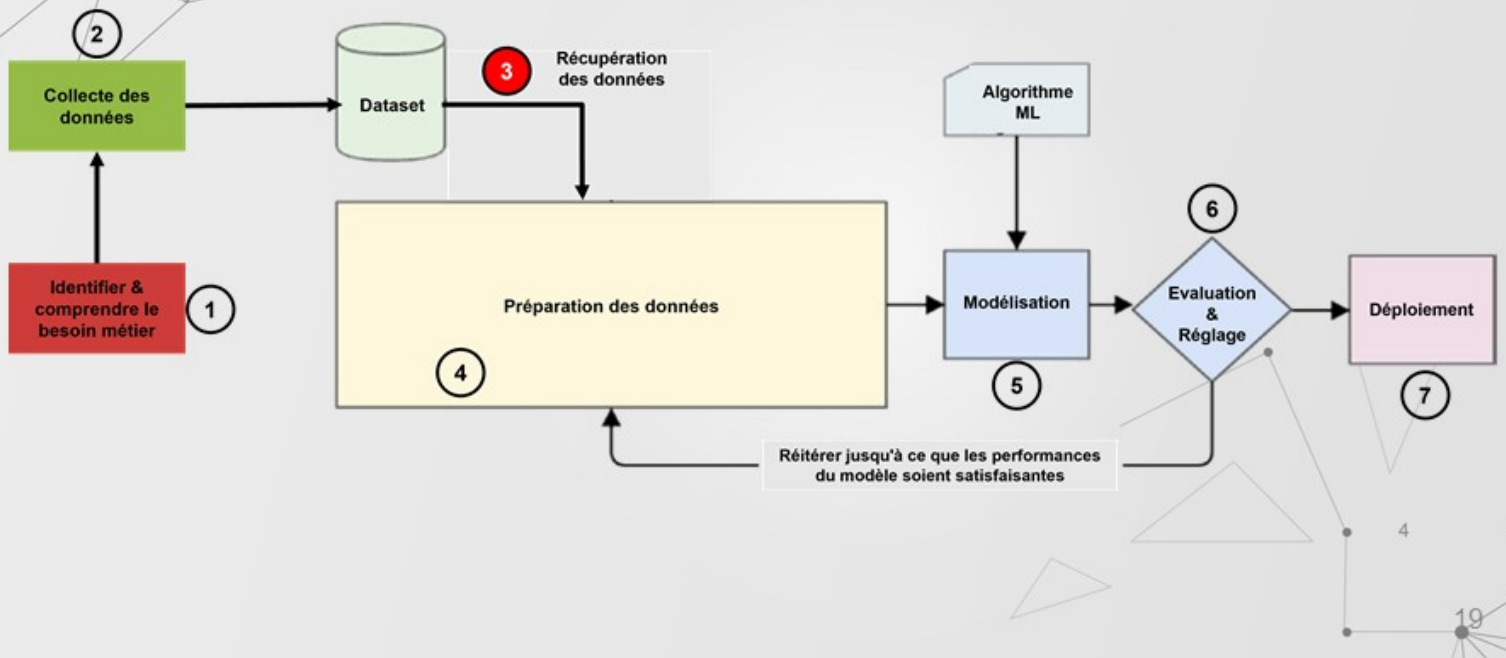 2
Collecte des
données
Dataset
3
Récupération
des données
Algorithme
ML
Identifier &
comprendre le
besoin métier
1
Préparation des données
4
Modélisation
5
6
Evaluation
&
Réglage
Déploiement
7
Réitérer jusqu'à ce que les performances
du modèle soient satisfaisantes
4
19